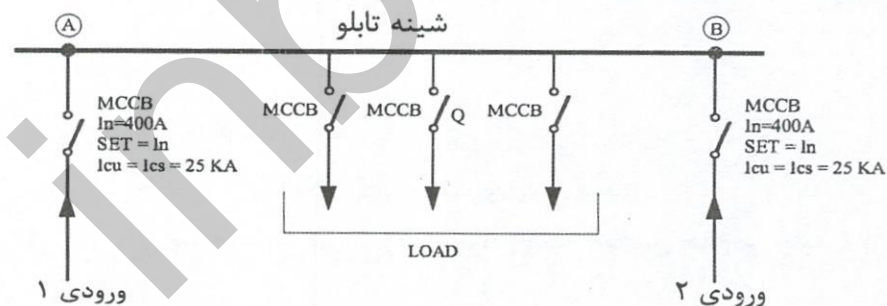 شینه تابلو
A
B
MCCB
In=400A
SET = In
Icu = Ics = 25 KA
MCCB
MCCB
Q
MCCB
MCCB
In=400A
SET = In
Icu = Ics = 25 KA
LOAD
ورودی ۱
ورودی ۲